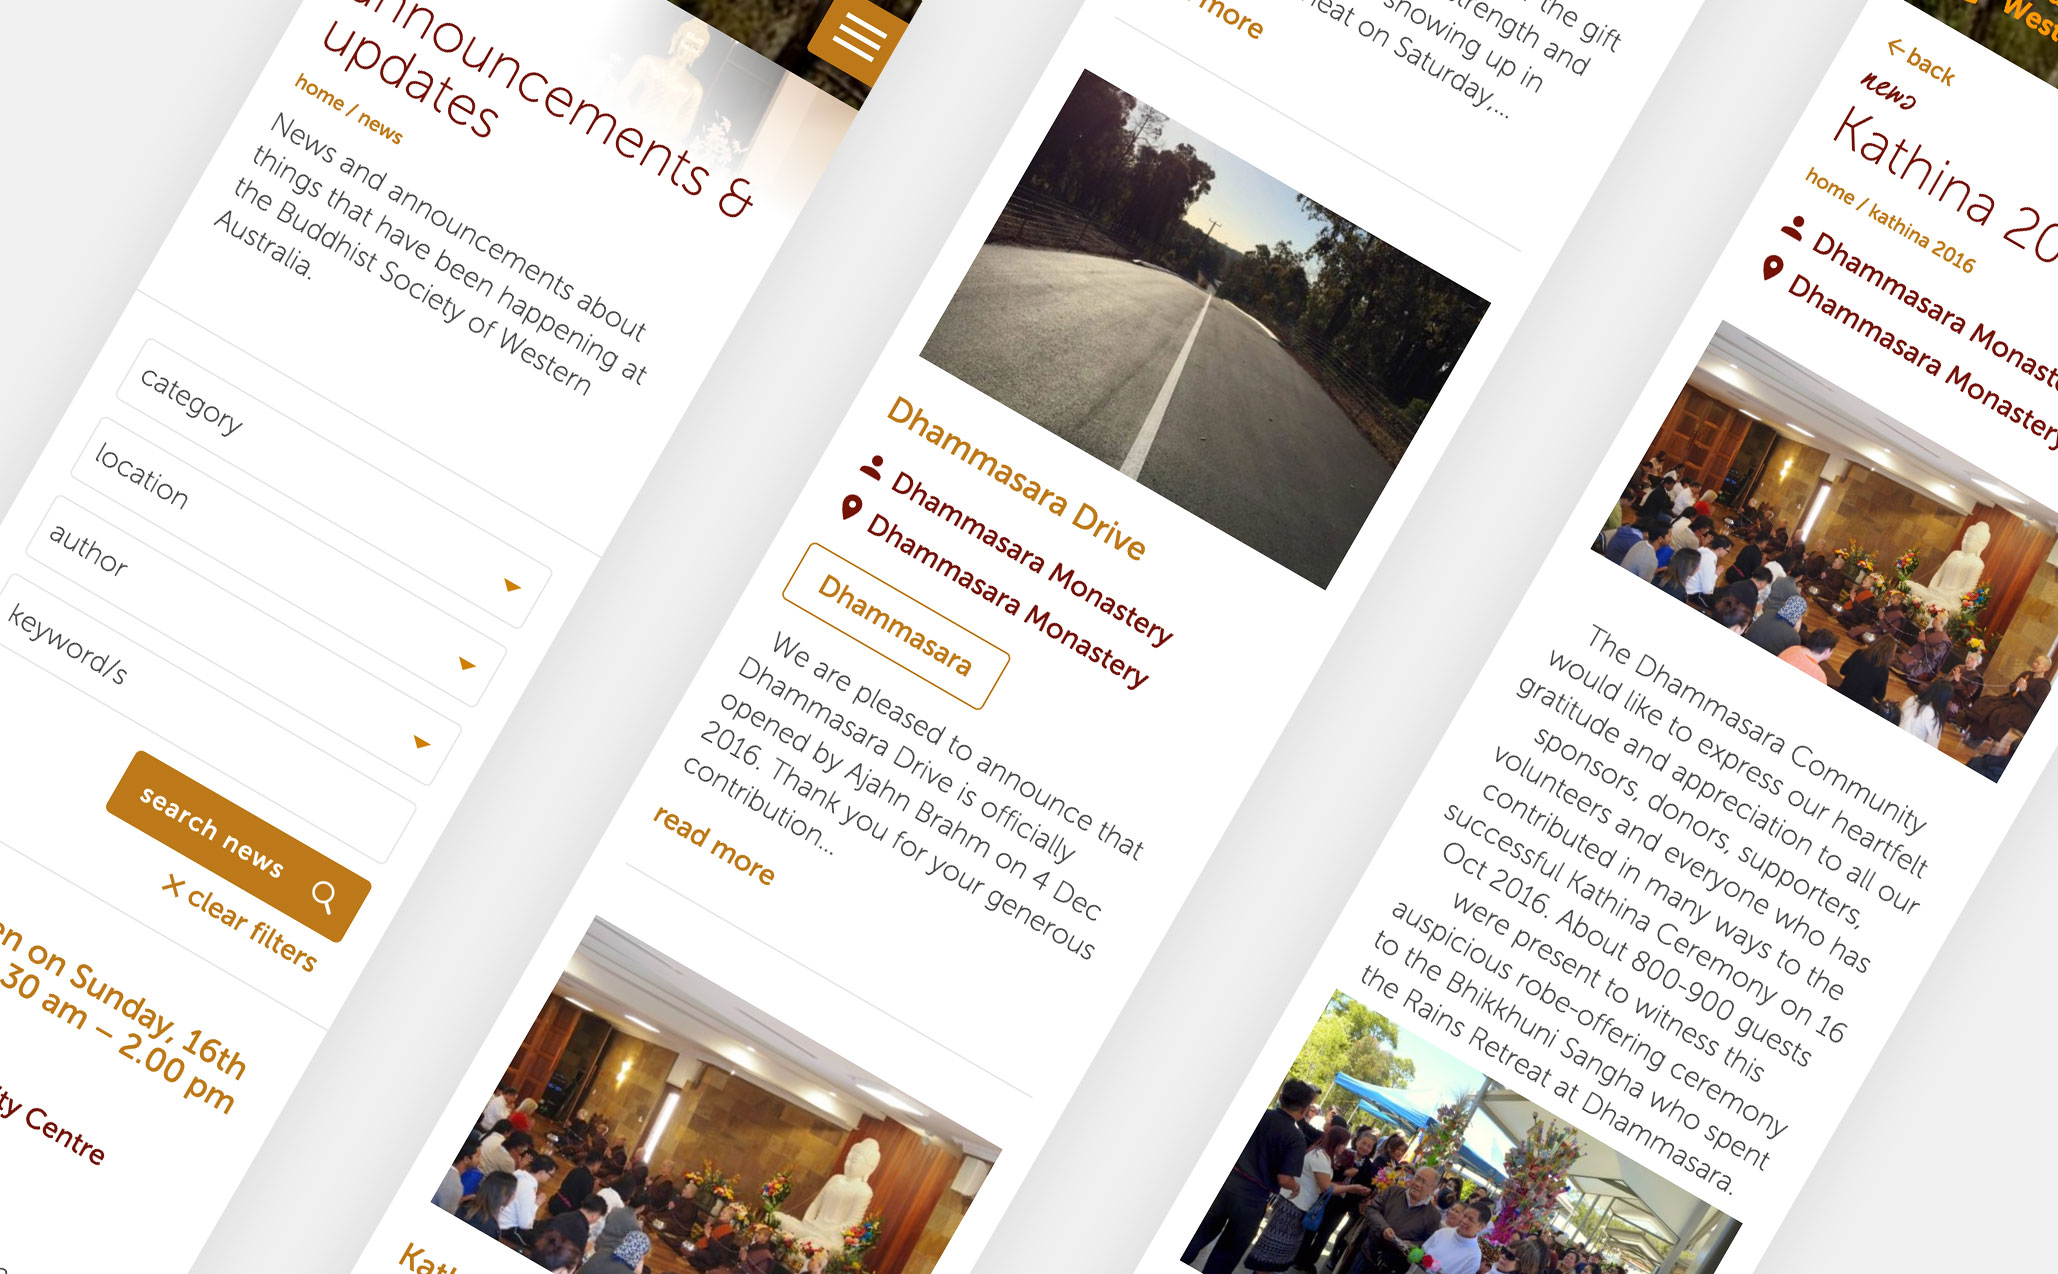 announcements &
updates
home / news
News and announcements about
things that have been happening at
the Buddhist Society of Western
Australia.
category
location
author
keyword/s
search news
clear filters
on Sunday, 16th
30 am – 2.00 pm
Centre
the gift
strength and
showing up in
on Saturday,...
more
Dhammasara Drive
Dhammasara Monastery
Dhammasara Monastery
Dhammasara
We are pleased to announce that
Dhammasara Drive is officially
opened by Ajahn Brahm on 4 Dec
2016. Thank you for your generous
contribution...
read more
West
back
news
Kathina 20
home / kathina 2016
Dhammasara Monast
Dhammasara Monastery
The Dhammasara Community
would like to express our heartfelt
gratitude and appreciation to all our
sponsors, donors, supporters,
volunteers and everyone who has
contributed in many ways to the
successful Kathina Ceremony on 16
Oct 2016. About 800-900 guests
were present to witness this
auspicious robe-offering ceremony
to the Bhikkhuni Sangha who spent
the Rains Retreat at Dhammasara.